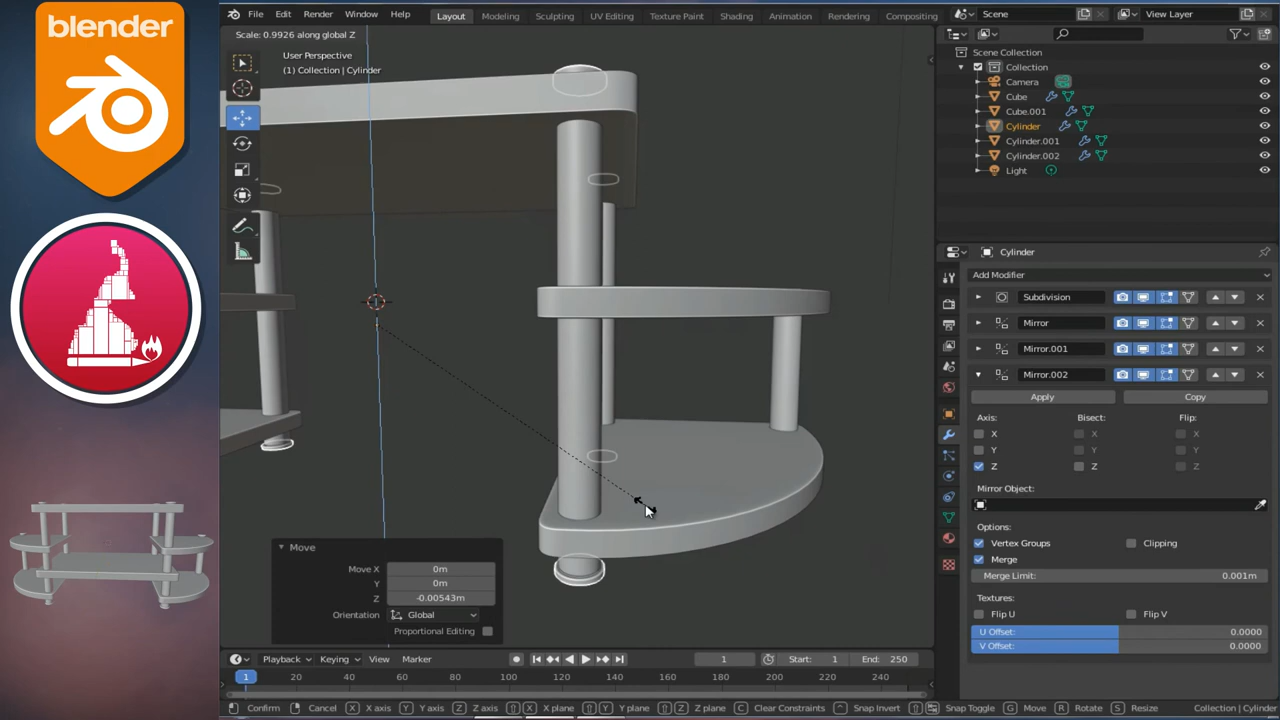 blender
File Edit Render Window Help
Layout Modeling Sculpting UV Editing Texture Paint Shading Animation Rendering Compositing
Scene
View Layer
Scale: 0.9926 along global Z
User Perspective
(1) Collection | Cylinder
Scene Collection
Collection
Camera
Cube
Cube.001
Cylinder
Cylinder.001
Cylinder.002
Light
Cylinder
Add Modifier
Subdivision
Mirror
Mirror.001
Mirror.002
Apply Copy
Axis: Bisect: Flip:
X X X
Y Y Y
Z Z Z
Mirror Object:
Options:
Vertex Groups Clipping
Merge
Merge Limit: 0.001m
Textures:
Flip U Flip V
U Offset: 0.0000
V Offset: 0.0000
Move
Move X 0m
Y 0m
Z -0.00543m
Orientation Global
Proportional Editing
Playback Keying View Marker
1 Start: 1 End: 250
1 20 40 60 80 100 120 140 160 180 200 220 240
Confirm Cancel X X axis Y Y axis Z Z axis X X plane Y Y plane Z Z plane C Clear Constraints Snap Invert Snap Toggle G Move R Rotate S Resize Collection | Cylinder